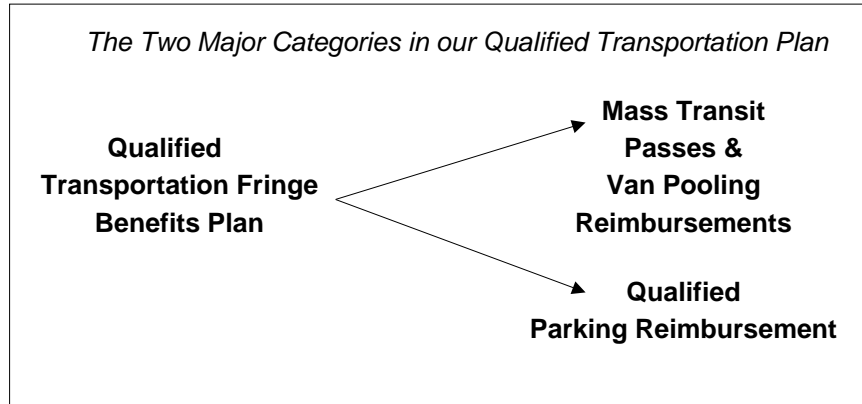 The Two Major Categories in our Qualified Transportation Plan
Qualified
Transportation Fringe
Benefits Plan
Mass Transit
Passes &
Van Pooling
Reimbursements
Qualified
Parking Reimbursement